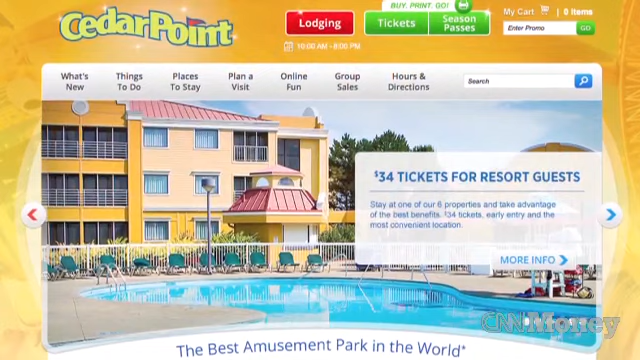 CedarPoint
Lodging
BUY. PRINT. GO!
Tickets
Season
Passes
My Cart | 0 Items
Enter Promo GO
10:00 AM - 8:00 PM
What's
New
Things
To Do
Places
To Stay
Plan a
Visit
Online
Fun
Group
Sales
Hours &
Directions
Search
$34 TICKETS FOR RESORT GUESTS
Stay at one of our 6 properties and take advantage
of the best benefits. $34 tickets, early entry and the
most convenient location.
MORE INFO
CNNMoney
The Best Amusement Park in the World*